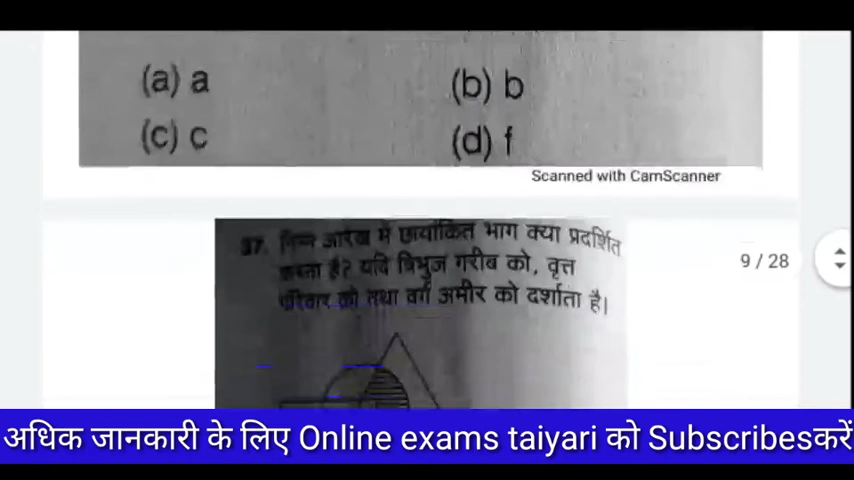 (a) a
(b) b
(c) c
(d) f
Scanned with CamScanner
37. निम्न आरेख में छायांकित भाग क्या प्रदर्शित
करता है? यदि त्रिभुज गरीब को, वृत्त
परिवार को तथा वर्ग अमीर को दर्शाता है।
9 / 28
अधिक जानकारी के लिए Online exams taiyari को Subscribesकरें